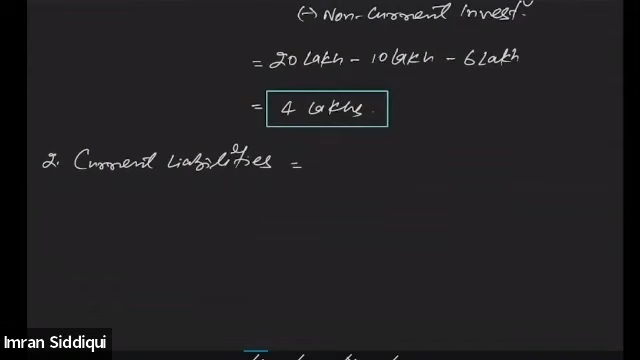 (-) Non-Current Invest.
= 20 Lakh - 10 Lakh - 6 Lakh
= 4 Lakhs
2. Current Liabilities =
Imran Siddiqui